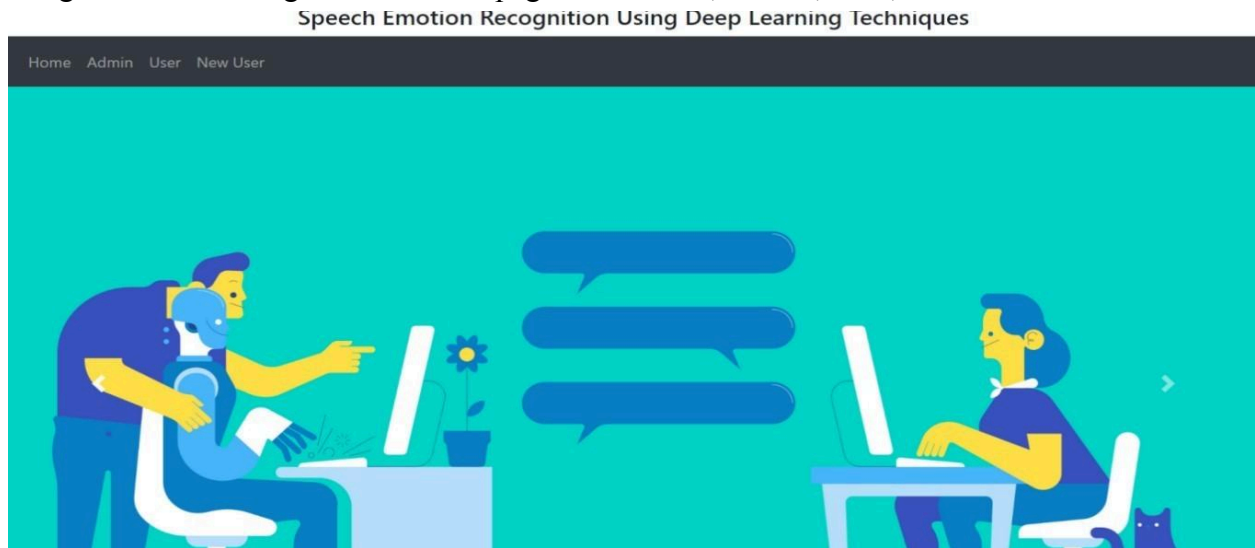 Speech Emotion Recognition Using Deep Learning Techniques
Home Admin User New User